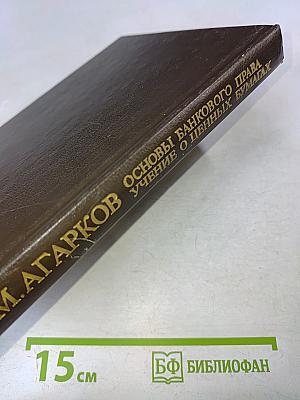 М. АГАРКОВ
ОСНОВЫ БАНКОВОГО ПРАВА
УЧЕНИЕ О ЦЕННЫХ БУМАГАХ
15 см
БФ БИБЛИОФАН